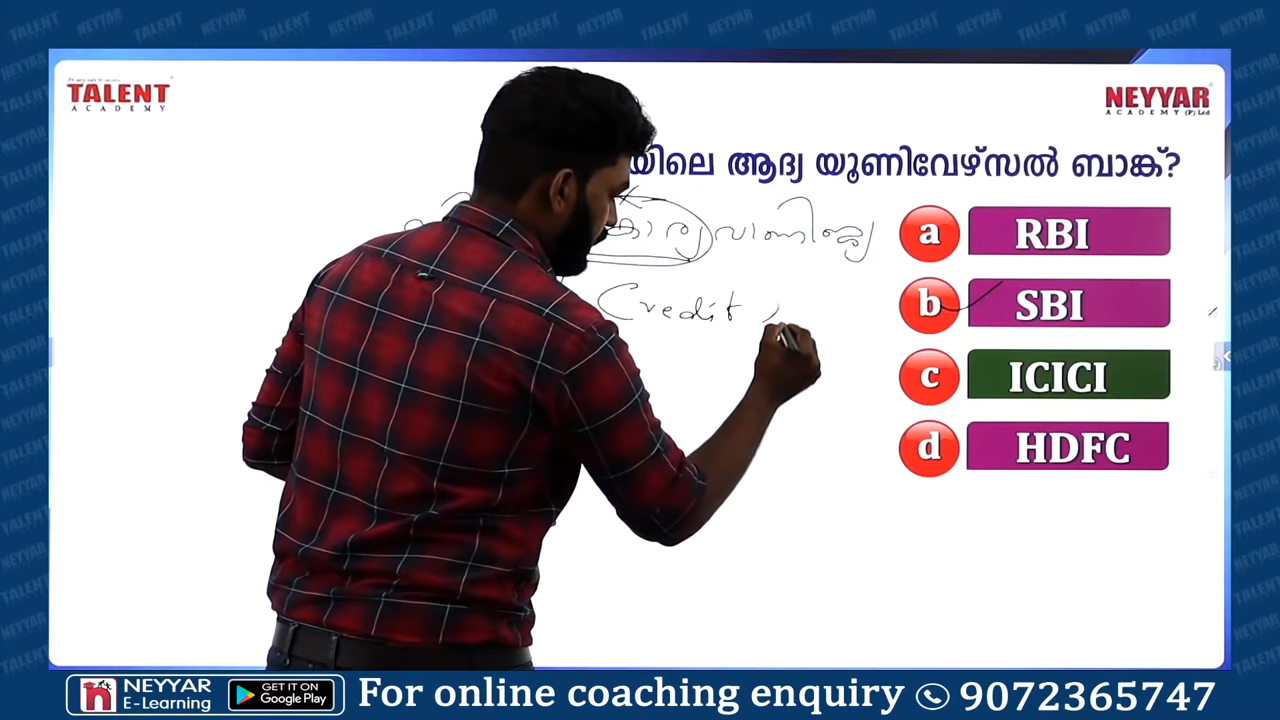 TALENT
ACADEMY
NEYYAR
ACADEMY (P) Ltd
യിലെ ആദ്യ യൂണിവേഴ്സൽ ബാങ്ക്?
കാര്യ വാണിജ്യ
a RBI
Credit
b SBI
c ICICI
d HDFC
NEYYAR
E-Learning
GET IT ON
Google Play
For online coaching enquiry 9072365747